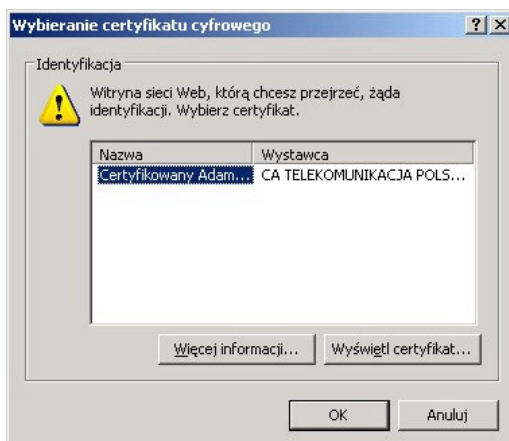 Wybieranie certyfikatu cyfrowego
Identyfikacja
Witryna sieci Web, którą chcesz przejrzeć, żąda
identyfikacji. Wybierz certyfikat.
Nazwa Wystawca
Certyfikowany Adam... CA TELEKOMUNIKACJA POLS...
Więcej informacji... Wyświetl certyfikat...
OK Anuluj